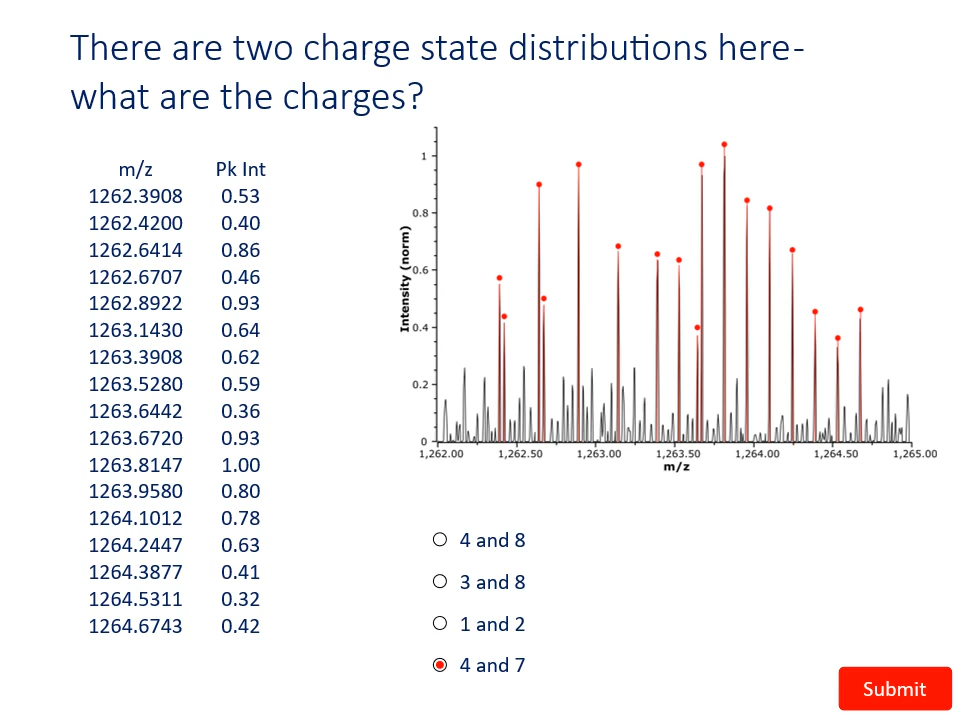 There are two charge state distributions here-
what are the charges?
m/z Pk Int
1262.3908 0.53
1262.4200 0.40
1262.6414 0.86
1262.6707 0.46
1262.8922 0.93
1263.1430 0.64
1263.3908 0.62
1263.5280 0.59
1263.6442 0.36
1263.6720 0.93
1263.8147 1.00
1263.9580 0.80
1264.1012 0.78
1264.2447 0.63
1264.3877 0.41
1264.5311 0.32
1264.6743 0.42
Intensity (norm)
1
0.8
0.6
0.4
0.2
0
1,262.00 1,262.50 1,263.00 1,263.50 1,264.00 1,264.50 1,265.00
m/z
4 and 8
3 and 8
1 and 2
4 and 7
Submit